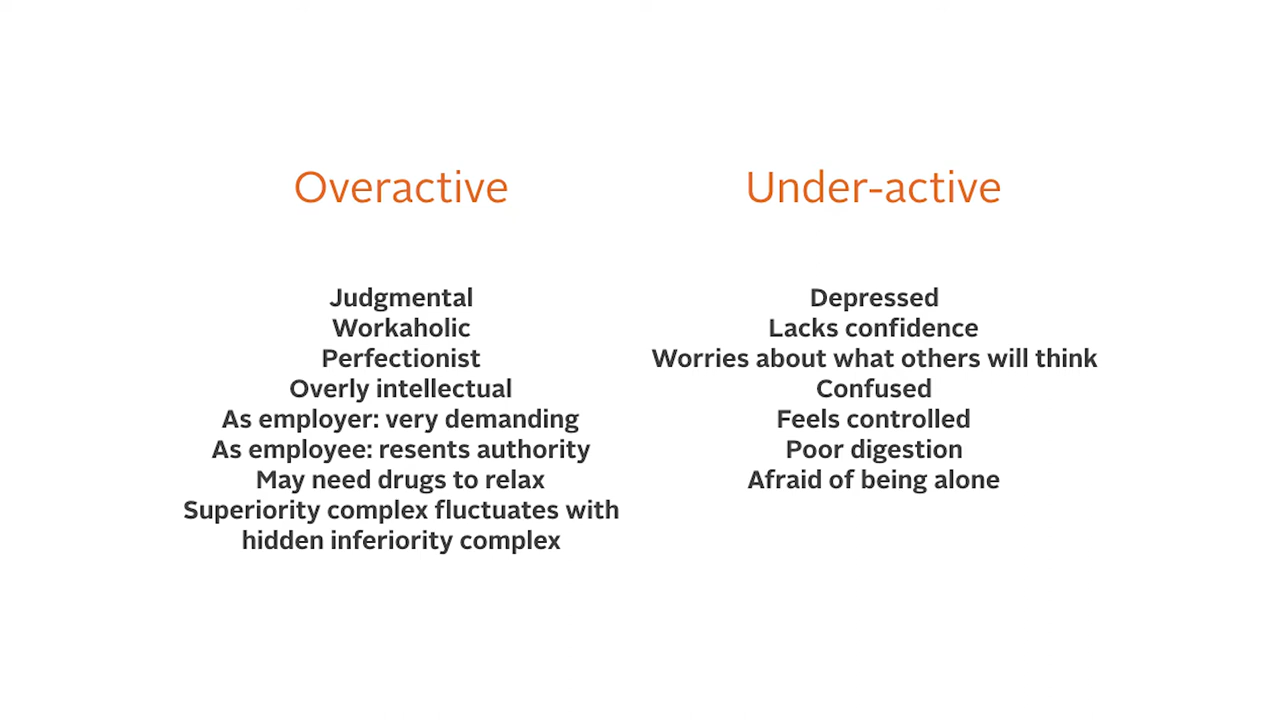 Overactive
Judgmental
Workaholic
Perfectionist
Overly intellectual
As employer: very demanding
As employee: resents authority
May need drugs to relax
Superiority complex fluctuates with
hidden inferiority complex
Under-active
Depressed
Lacks confidence
Worries about what others will think
Confused
Feels controlled
Poor digestion
Afraid of being alone